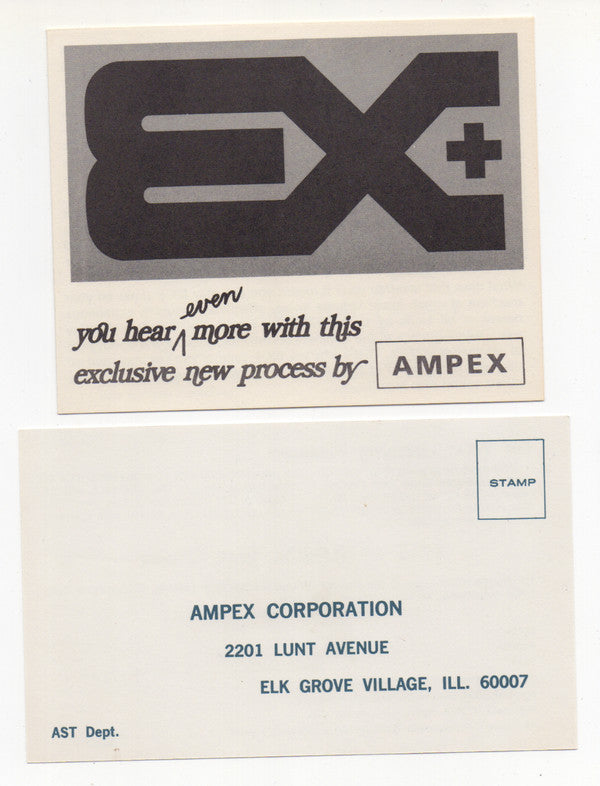 EX+
even
you hear more with this
exclusive new process by AMPEX
STAMP
AMPEX CORPORATION
2201 LUNT AVENUE
ELK GROVE VILLAGE, ILL. 60007
AST Dept.